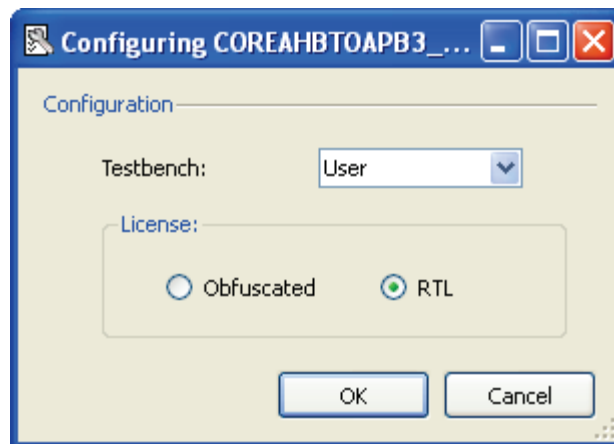 Configuring COREAHBTOAPB3_...
Configuration
Testbench: User
License:
Obfuscated RTL
OK Cancel